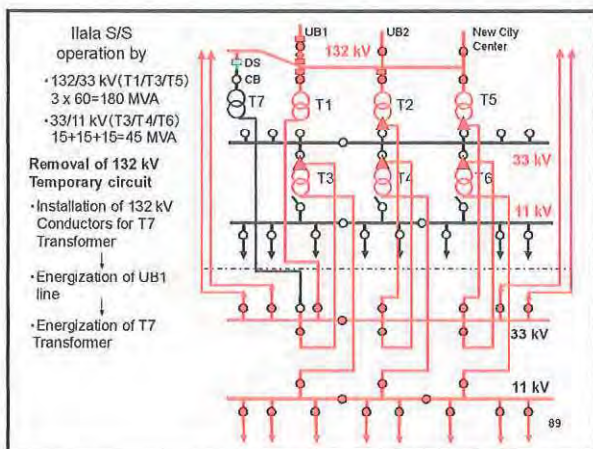 Ilala S/S
operation by
・132/33 kV(T1/T3/T5)
3 x 60=180 MVA
・33/11 kV(T3/T4/T6)
15+15+15=45 MVA
Removal of 132 kV
Temporary circuit
・Installation of 132 kV
Conductors for T7
Transformer
・Energization of UB1
line
・Energization of T7
Transformer
UB1
UB2
New City
Center
132 kV
DS
CB
T7
T1
T2
T5
33 kV
T3
T4
T6
11 kV
33 kV
11 kV
89